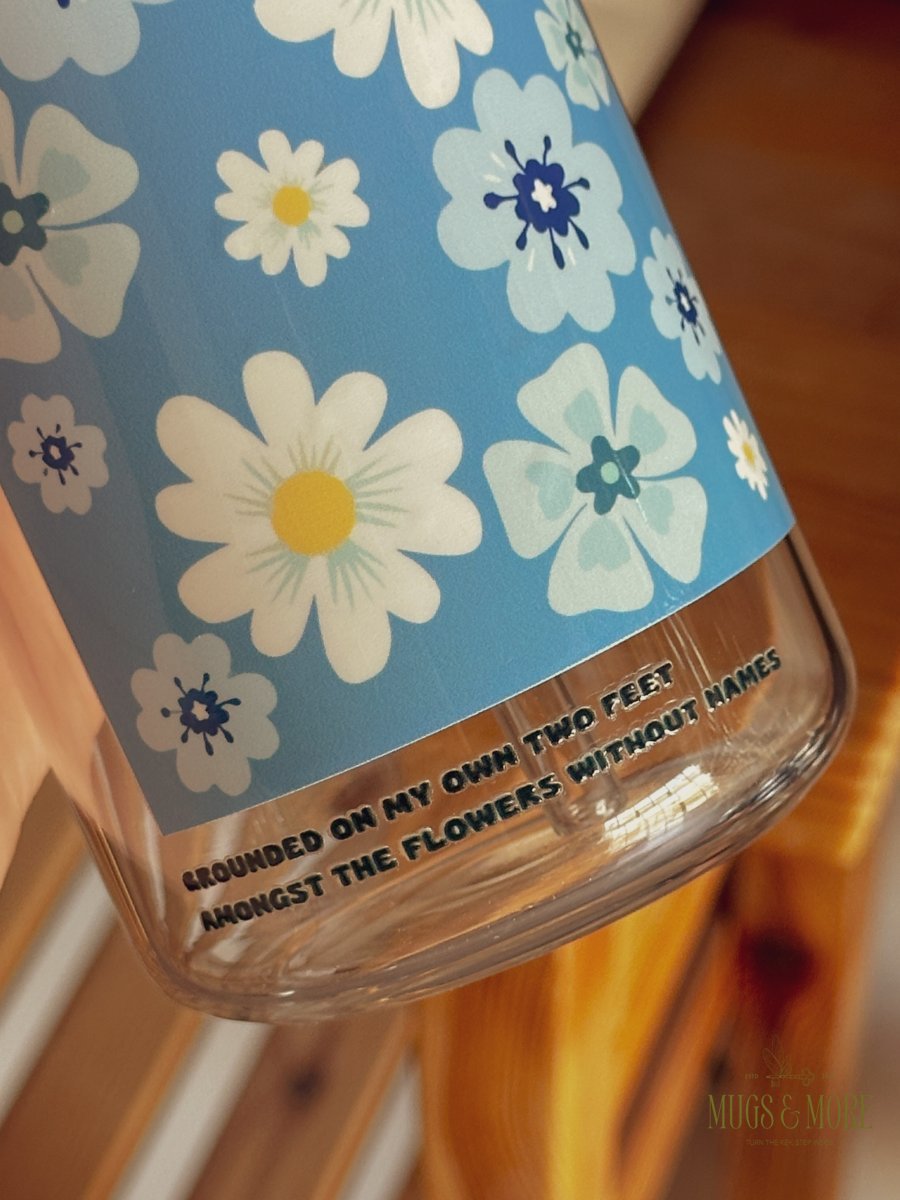 GROUNDED ON MY OWN TWO FEET
AMONGST THE FLOWERS WITHOUT NAMES
MUGS & MORE